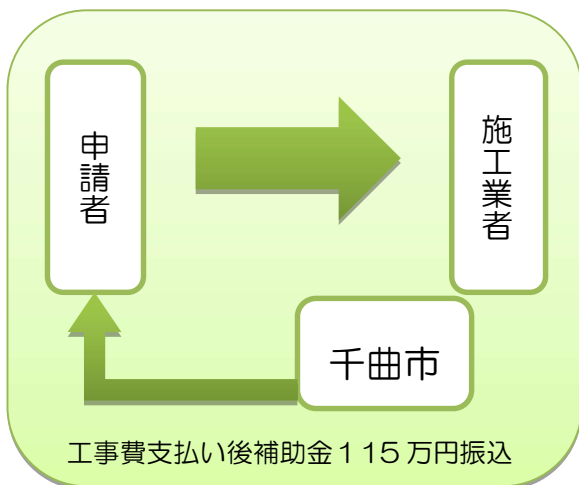 申請者
施工業者
千曲市
工事費支払い後補助金１１５万円振込